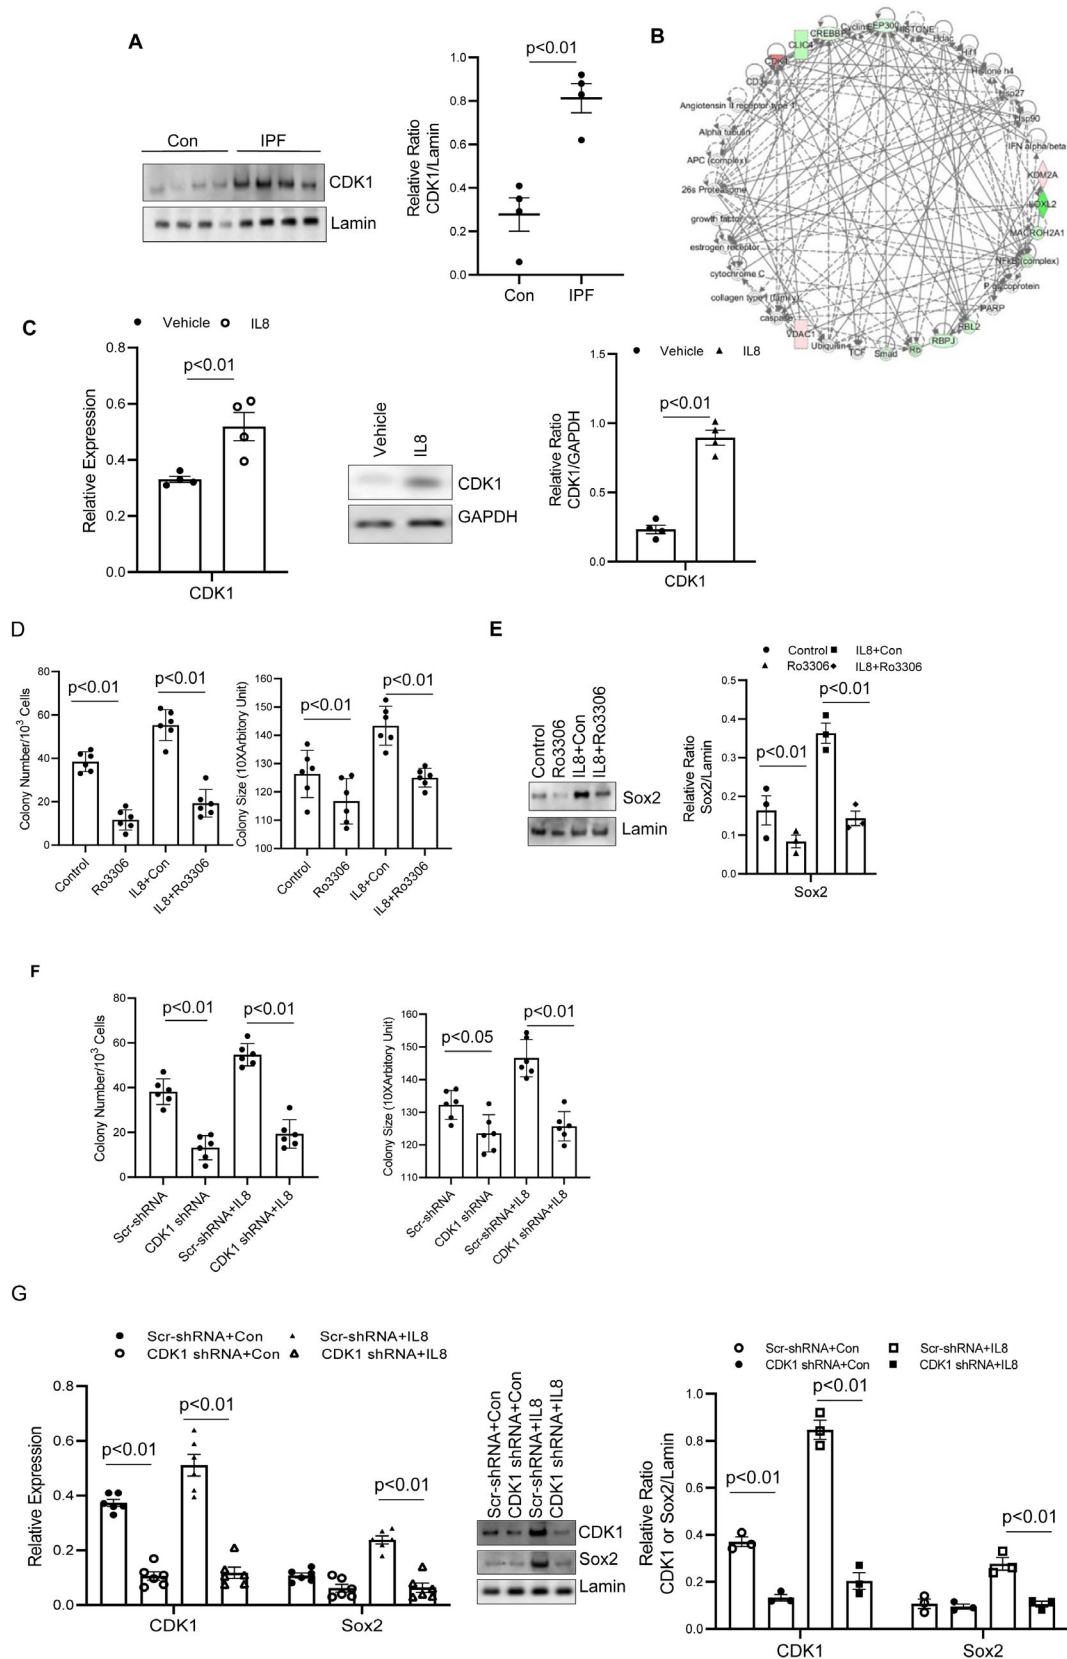 A
p<0.01
1.0
0.8
0.6
0.4
0.2
0.0
Relative Ratio
CDK1/Lamin
Con IPF
Con IPF
CDK1
Lamin
B
CDK1
CLIC4
CREBBP
EP300
HISTONE
Hdac
Hif1
Histone h4
Hsp27
Hsp90
IFN alpha/beta
KDM2A
MACROH2A1
NFkB (complex)
P glycoprotein
PARP
RBL2
RBPJ
Rb
Smad
TCF
Ubiquitin
VDAC1
caspase
collagen type I (family)
cytochrome C
estrogen receptor
growth factor
26s Proteasome
APC (complex)
Alpha tubulin
Angiotensin II receptor type 1
C
Vehicle IL8
0.8
0.6
0.4
0.2
0.0
Relative Expression
p<0.01
CDK1
Vehicle
IL8
CDK1
GAPDH
Vehicle IL8
1.5
1.0
0.5
0.0
Relative Ratio
CDK1/GAPDH
p<0.01
CDK1
D
80
60
40
20
0
Colony Number/10³ Cells
p<0.01
p<0.01
Control
Ro3306
IL8+Con
IL8+Ro3306
160
150
140
130
120
110
100
Colony Size (10XArbitory Unit)
p<0.01
p<0.01
Control
Ro3306
IL8+Con
IL8+Ro3306
E
Control
Ro3306
IL8+Con
IL8+Ro3306
Sox2
Lamin
Control IL8+Con
Ro3306 IL8+Ro3306
0.5
0.4
0.3
0.2
0.1
0.0
Relative Ratio
Sox2/Lamin
p<0.01
p<0.01
Sox2
F
80
60
40
20
0
Colony Number/10³ Cells
p<0.01
p<0.01
Scr-shRNA
CDK1 shRNA
Scr-shRNA+IL8
CDK1 shRNA+IL8
160
150
140
130
120
110
Colony Size (10XArbitory Unit)
p<0.05
p<0.01
Scr-shRNA
CDK1 shRNA
Scr-shRNA+IL8
CDK1 shRNA+IL8
G
Scr-shRNA+Con Scr-shRNA+IL8
CDK1 shRNA+Con CDK1 shRNA+IL8
0.8
0.6
0.4
0.2
0.0
Relative Expression
p<0.01
p<0.01
p<0.01
CDK1 Sox2
Scr-shRNA+Con
CDK1 shRNA+Con
Scr-shRNA+IL8
CDK1 shRNA+IL8
CDK1
Sox2
Lamin
Scr-shRNA+Con Scr-shRNA+IL8
CDK1 shRNA+Con CDK1 shRNA+IL8
1.0
0.8
0.6
0.4
0.2
0.0
Relative Ratio
CDK1 or Sox2/Lamin
p<0.01
p<0.01
p<0.01
CDK1 Sox2